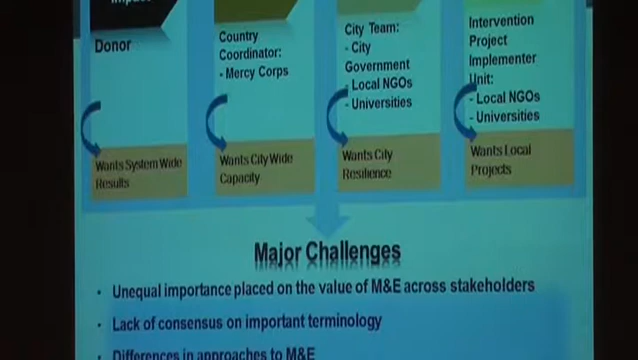 Impact
Donor
Wants System Wide
Results
Country
Coordinator:
- Mercy Corps
Wants City Wide
Capacity
City Team:
- City
Government
- Local NGOs
- Universities
Wants City
Resilience
Intervention
Project
Implementer
Unit:
- Local NGOs
- Universities
Wants Local
Projects
Major Challenges
• Unequal importance placed on the value of M&E across stakeholders
• Lack of consensus on important terminology
• Differences in approaches to M&E